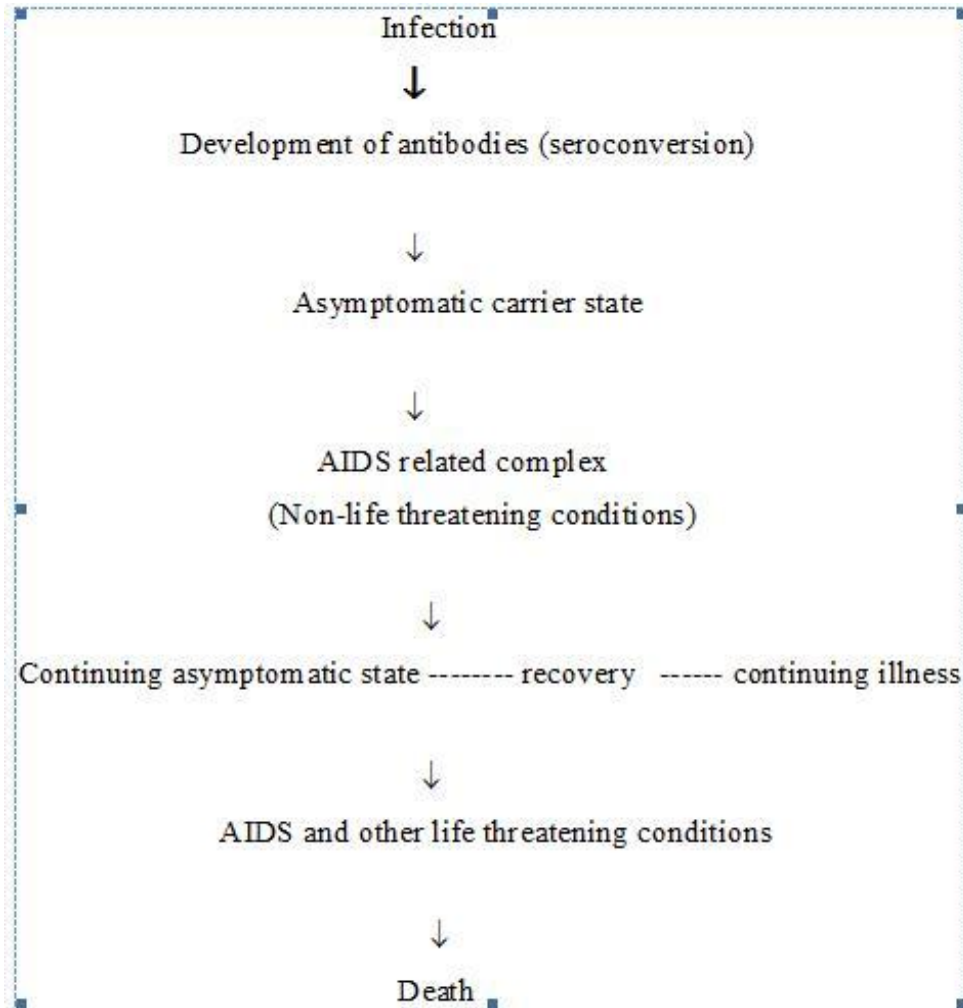 Infection
↓
Development of antibodies (seroconversion)
↓
Asymptomatic carrier state
↓
AIDS related complex
(Non-life threatening conditions)
↓
Continuing asymptomatic state -------- recovery ------ continuing illness
↓
AIDS and other life threatening conditions
↓
Death